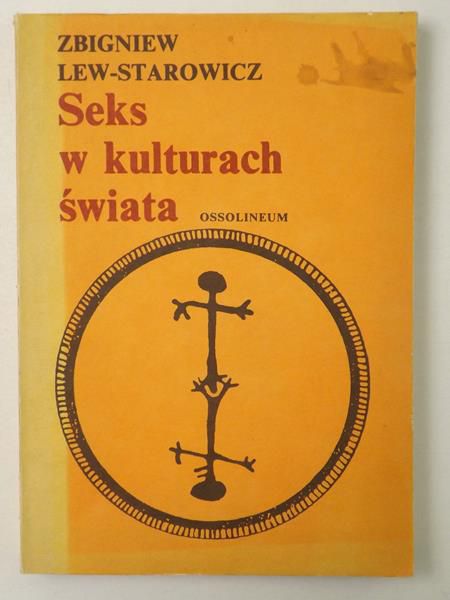 ZBIGNIEW
LEW-STAROWICZ
Seks
w kulturach
świata OSSOLINEUM